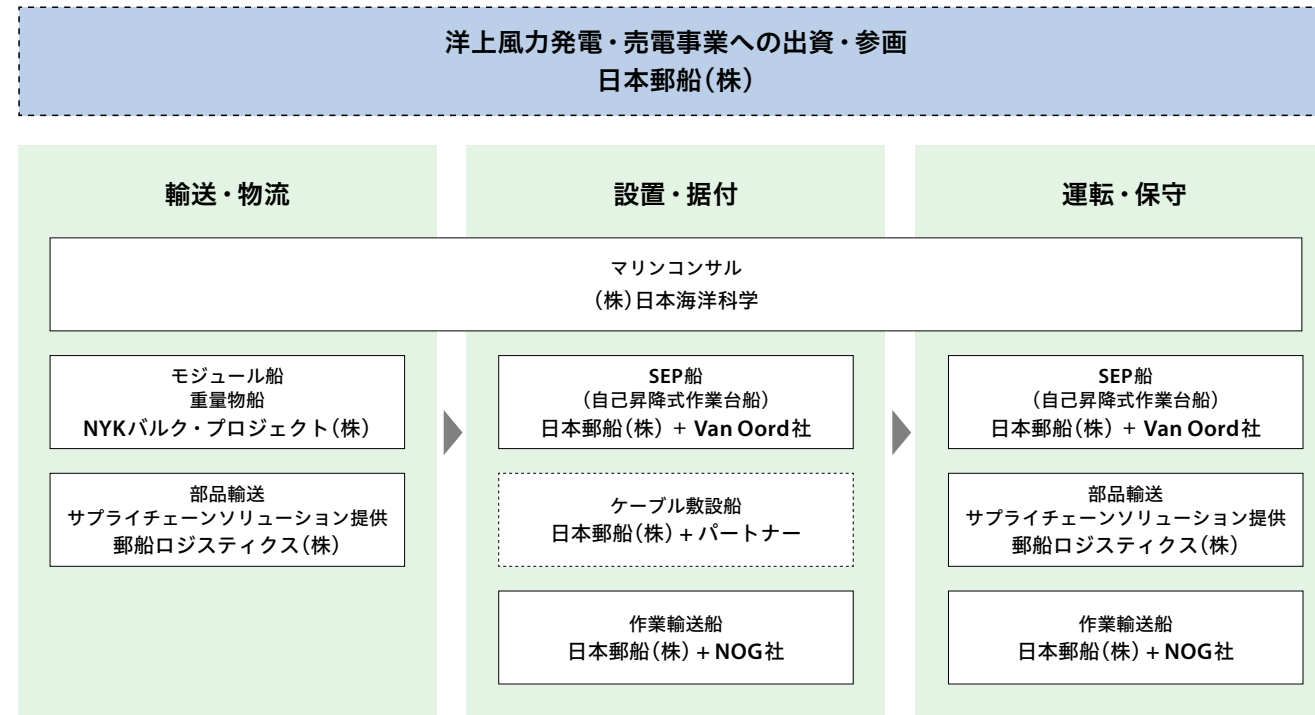 洋上風力発電・売電事業への出資・参画
日本郵船(株)
輸送・物流
設置・据付
運転・保守
マリンコンサル
(株)日本海洋科学
モジュール船
重量物船
NYKバルク・プロジェクト(株)
部品輸送
サプライチェーンソリューション提供
郵船ロジスティクス(株)
SEP船
(自己昇降式作業台船)
日本郵船(株) + Van Oord社
ケーブル敷設船
日本郵船(株) + パートナー
作業輸送船
日本郵船(株) + NOG社
SEP船
(自己昇降式作業台船)
日本郵船(株) + Van Oord社
部品輸送
サプライチェーンソリューション提供
郵船ロジスティクス(株)
作業輸送船
日本郵船(株) + NOG社